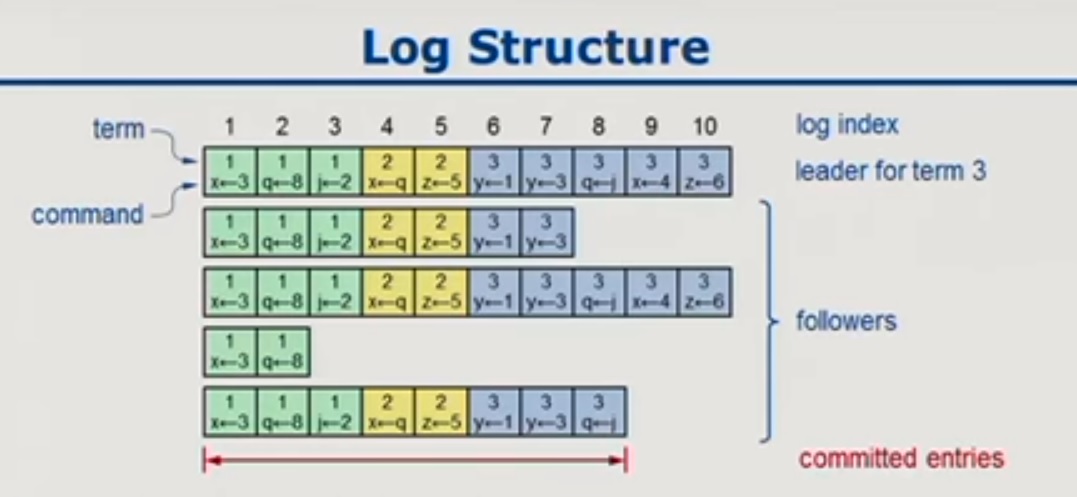 Log Structure
term 1 2 3 4 5 6 7 8 9 10 log index
1 1 1 2 2 3 3 3 3 3 leader for term 3
command x←3 q←8 j←2 x←q z←5 y←1 y←3 q←j x←4 z←6
1 1 1 2 2 3 3
x←3 q←8 j←2 x←q z←5 y←1 y←3
1 1 1 2 2 3 3 3 3 3
x←3 q←8 j←2 x←q z←5 y←1 y←3 q←j x←4 z←6
followers
1 1
x←3 q←8
1 1 1 2 2 3 3 3
x←3 q←8 j←2 x←q z←5 y←1 y←3 q←j
committed entries